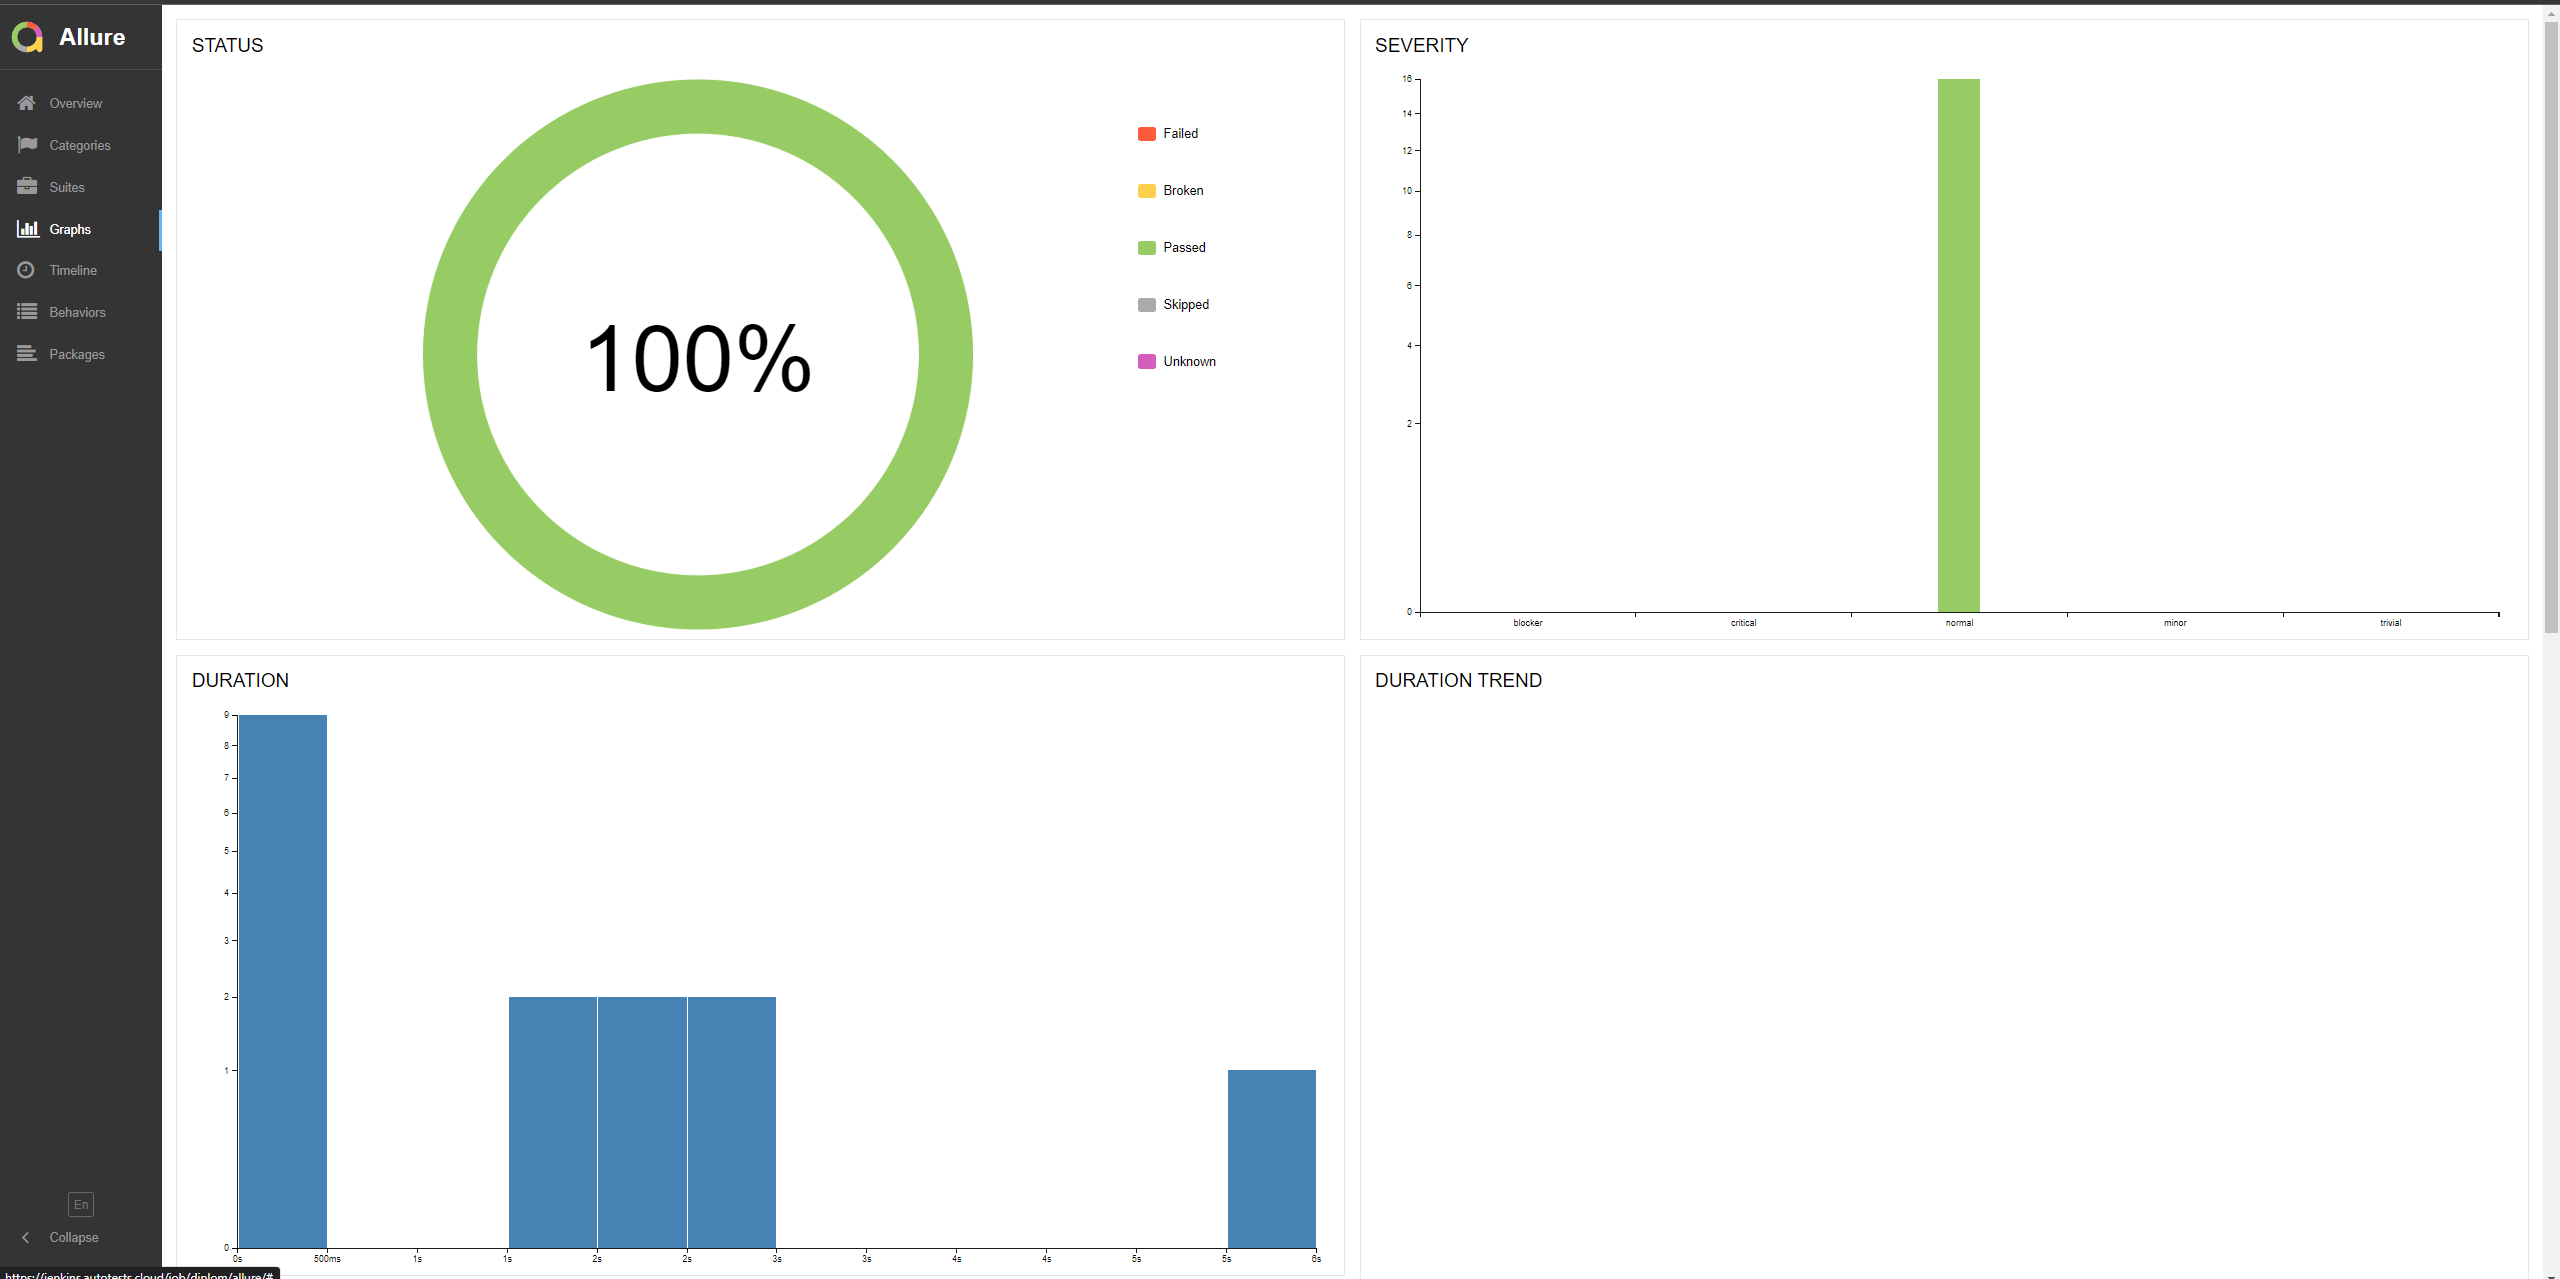 Allure
Overview
Categories
Suites
Graphs
Timeline
Behaviors
Packages
En
Collapse
https://jenkins.autotests.cloud/job/diplom/allure/#
STATUS
100%
Failed
Broken
Passed
Skipped
Unknown
SEVERITY
16
14
12
10
8
6
4
2
0
blocker critical normal minor trivial
DURATION
9
8
7
6
5
4
3
2
1
0
0s 500ms 1s 1s 2s 2s 3s 3s 4s 4s 5s 5s 6s
DURATION TREND